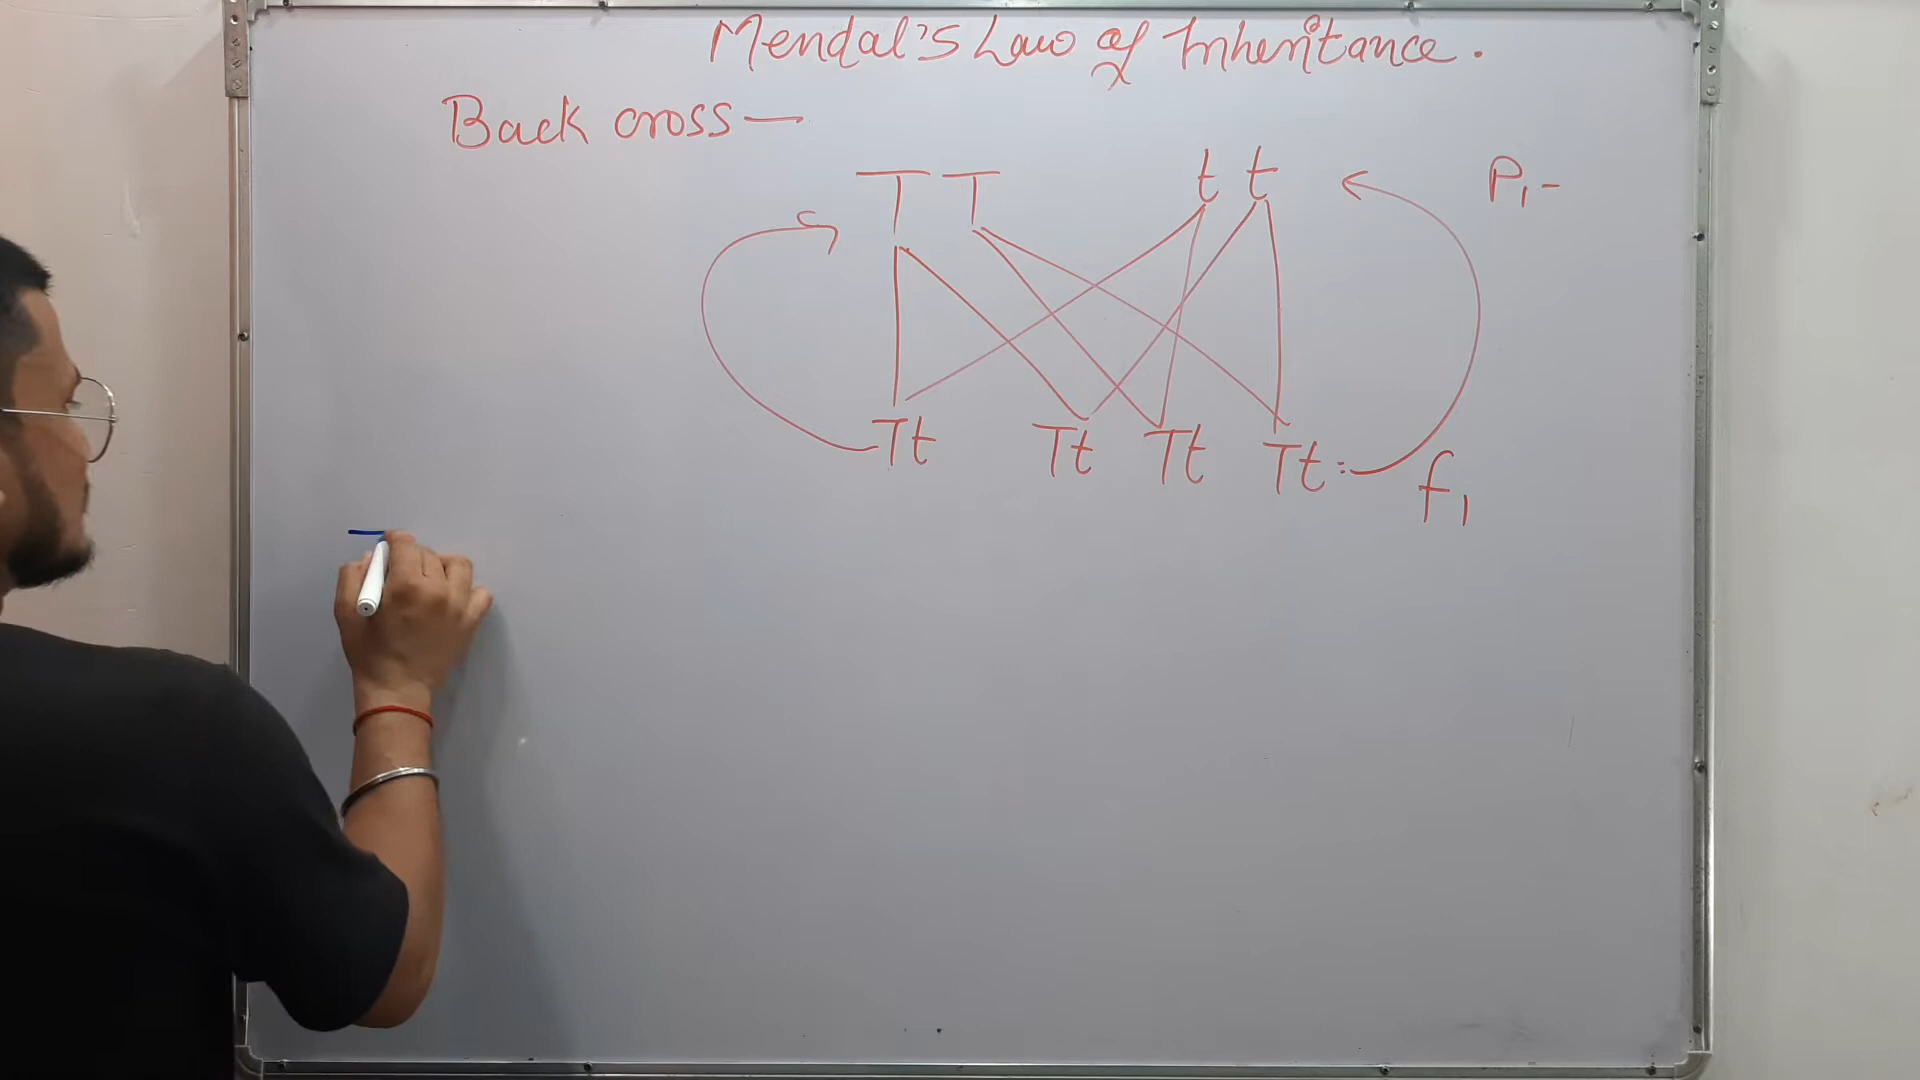 Mendal's Law of Inheritance.
Back cross —
T T t t P1 -
Tt Tt Tt Tt f1